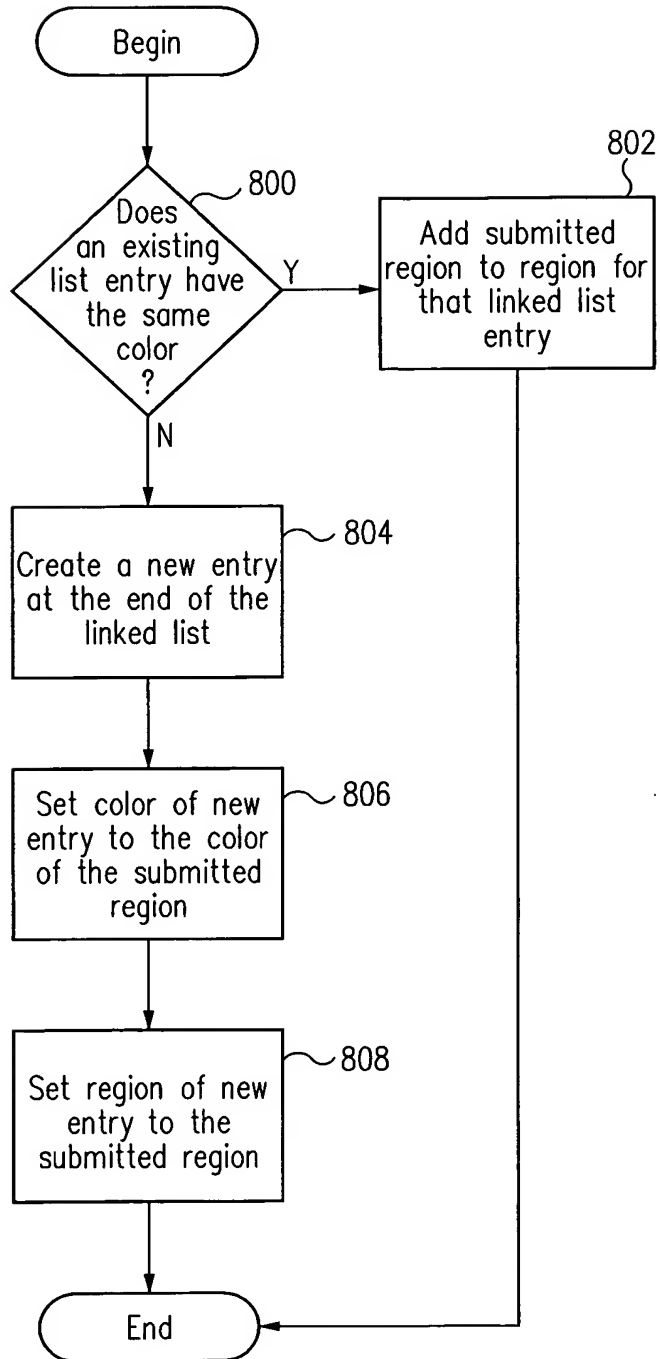 Begin
800
Does
an existing
list entry have
the same
color
?
Y
N
802
Add submitted
region to region for
that linked list
entry
804
Create a new entry
at the end of the
linked list
806
Set color of new
entry to the color
of the submitted
region
808
Set region of new
entry to the
submitted region
End